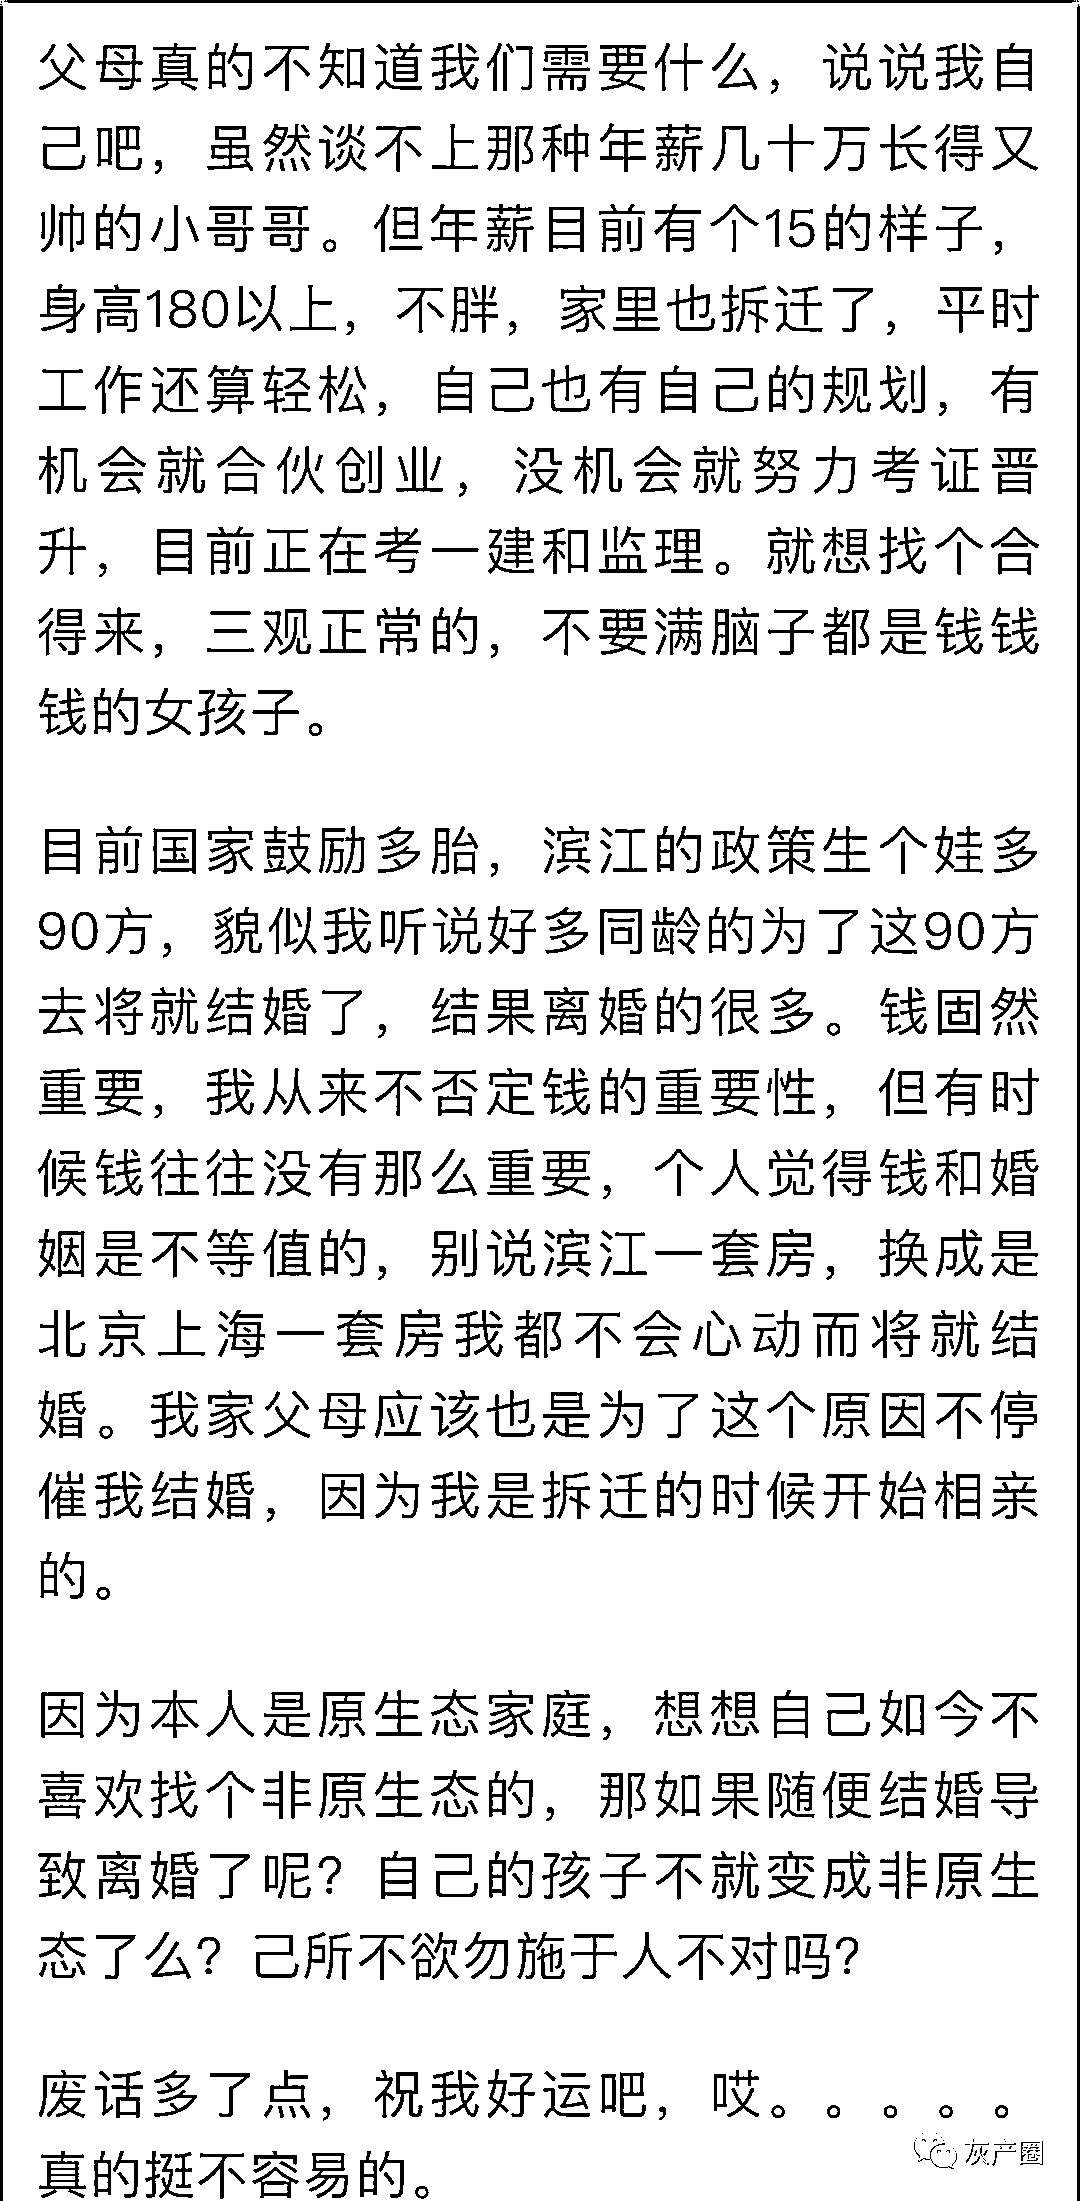 父母真的不知道我们需要什么，说说我自
己吧，虽然谈不上那种年薪几十万长得又
帅的小哥哥。但年薪目前有个15的样子，
身高180以上，不胖，家里也拆迁了，平时
工作还算轻松，自己也有自己的规划，有
机会就合伙创业，没机会就努力考证晋
升，目前正在考一建和监理。就想找个合
得来，三观正常的，不要满脑子都是钱钱
钱的女孩子。
目前国家鼓励多胎，滨江的政策生个娃多
90方，貌似我听说好多同龄的为了这90方
去将就结婚了，结果离婚的很多。钱固然
重要，我从来不否定钱的重要性，但有时
候钱往往没有那么重要，个人觉得钱和婚
姻是不等值的，别说滨江一套房，换成是
北京上海一套房我都不会心动而将就结
婚。我家父母应该也是为了这个原因不停
催我结婚，因为我是拆迁的时候开始相亲
的。
因为本人是原生态家庭，想想自己如今不
喜欢找个非原生态的，那如果随便结婚导
致离婚了呢？自己的孩子不就变成非原生
态了么？己所不欲勿施于人不对吗？
废话多了点，祝我好运吧，哎。。。。。
真的挺不容易的。
灰产圈